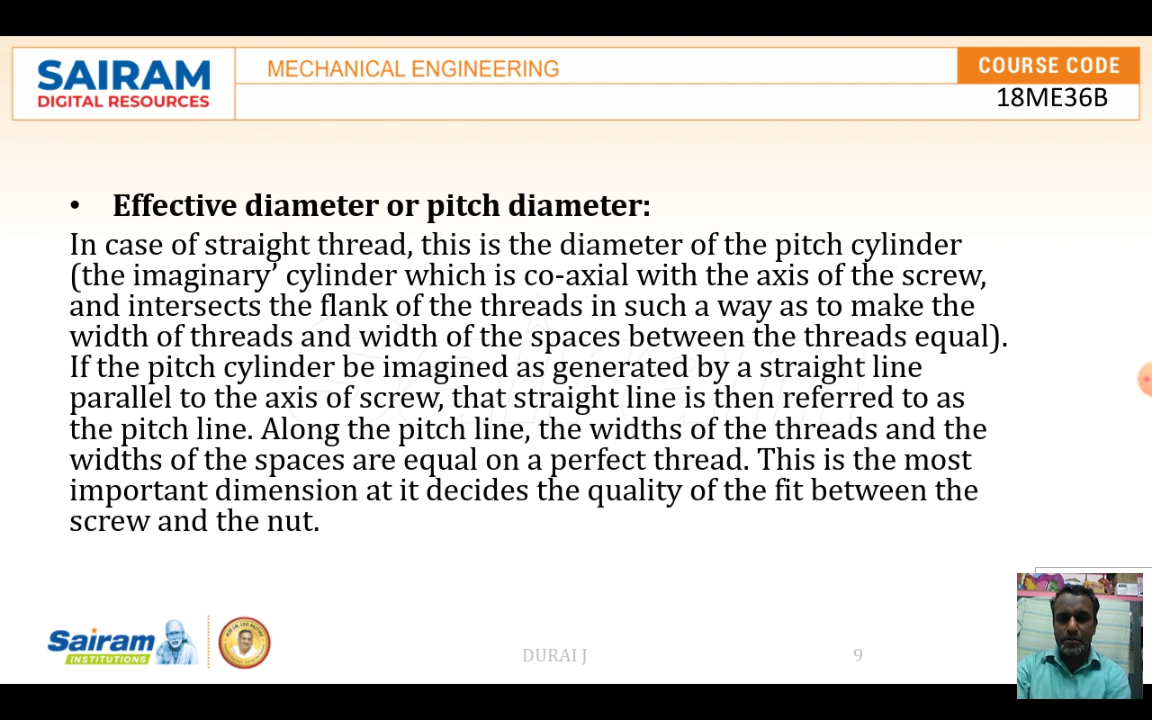 SAIRAM
DIGITAL RESOURCES
MECHANICAL ENGINEERING
COURSE CODE
18ME36B
• Effective diameter or pitch diameter:
In case of straight thread, this is the diameter of the pitch cylinder
(the imaginary’ cylinder which is co-axial with the axis of the screw,
and intersects the flank of the threads in such a way as to make the
width of threads and width of the spaces between the threads equal).
If the pitch cylinder be imagined as generated by a straight line
parallel to the axis of screw, that straight line is then referred to as
the pitch line. Along the pitch line, the widths of the threads and the
widths of the spaces are equal on a perfect thread. This is the most
important dimension at it decides the quality of the fit between the
screw and the nut.
Sairam
INSTITUTIONS
DURAI J
9